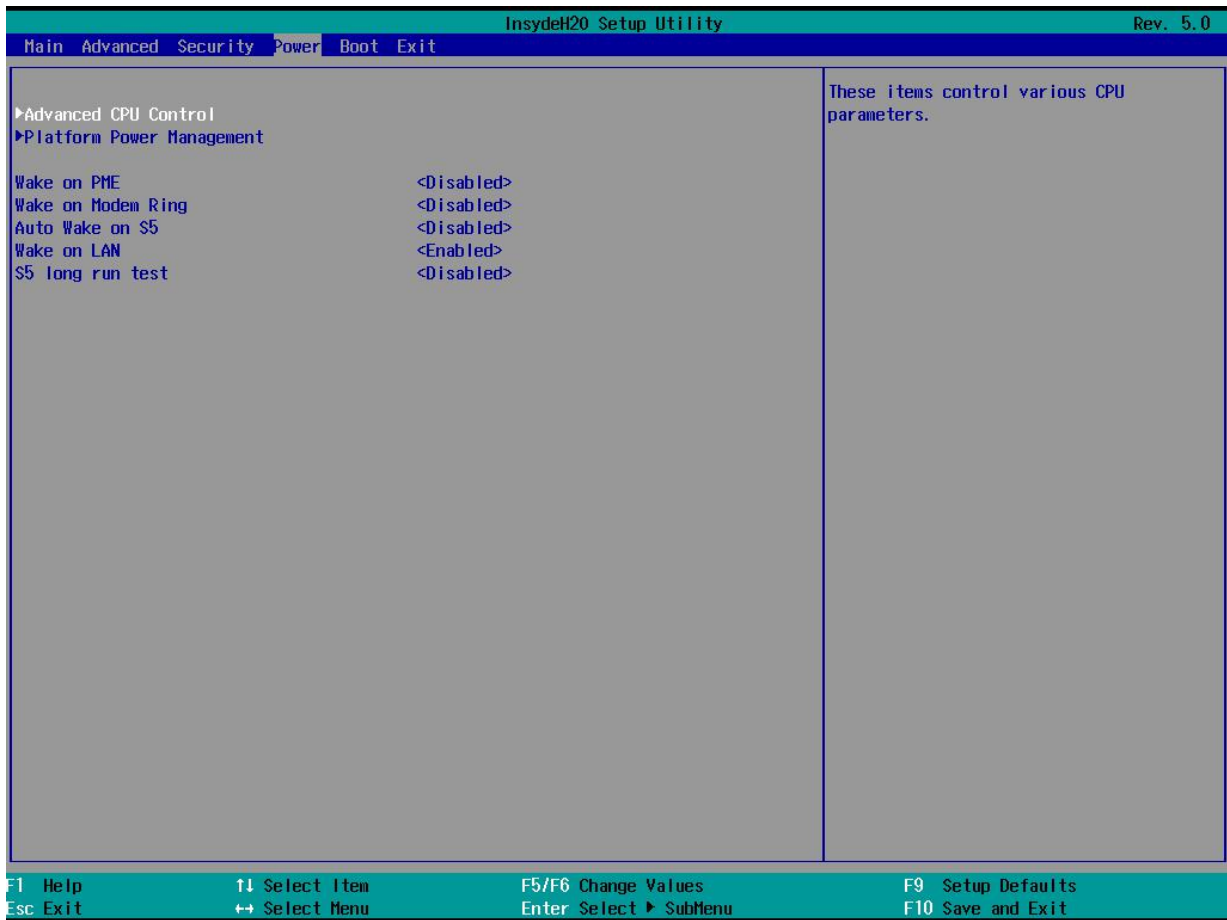 InsydeH20 Setup Utility Rev. 5.0
Main Advanced Security Power Boot Exit
▶Advanced CPU Control
▶Platform Power Management
Wake on PME <Disabled>
Wake on Modem Ring <Disabled>
Auto Wake on S5 <Disabled>
Wake on LAN <Enabled>
S5 long run test <Disabled>
These items control various CPU
parameters.
F1 Help ↑↓ Select Item F5/F6 Change Values F9 Setup Defaults
Esc Exit ←→ Select Menu Enter Select ▶ SubMenu F10 Save and Exit